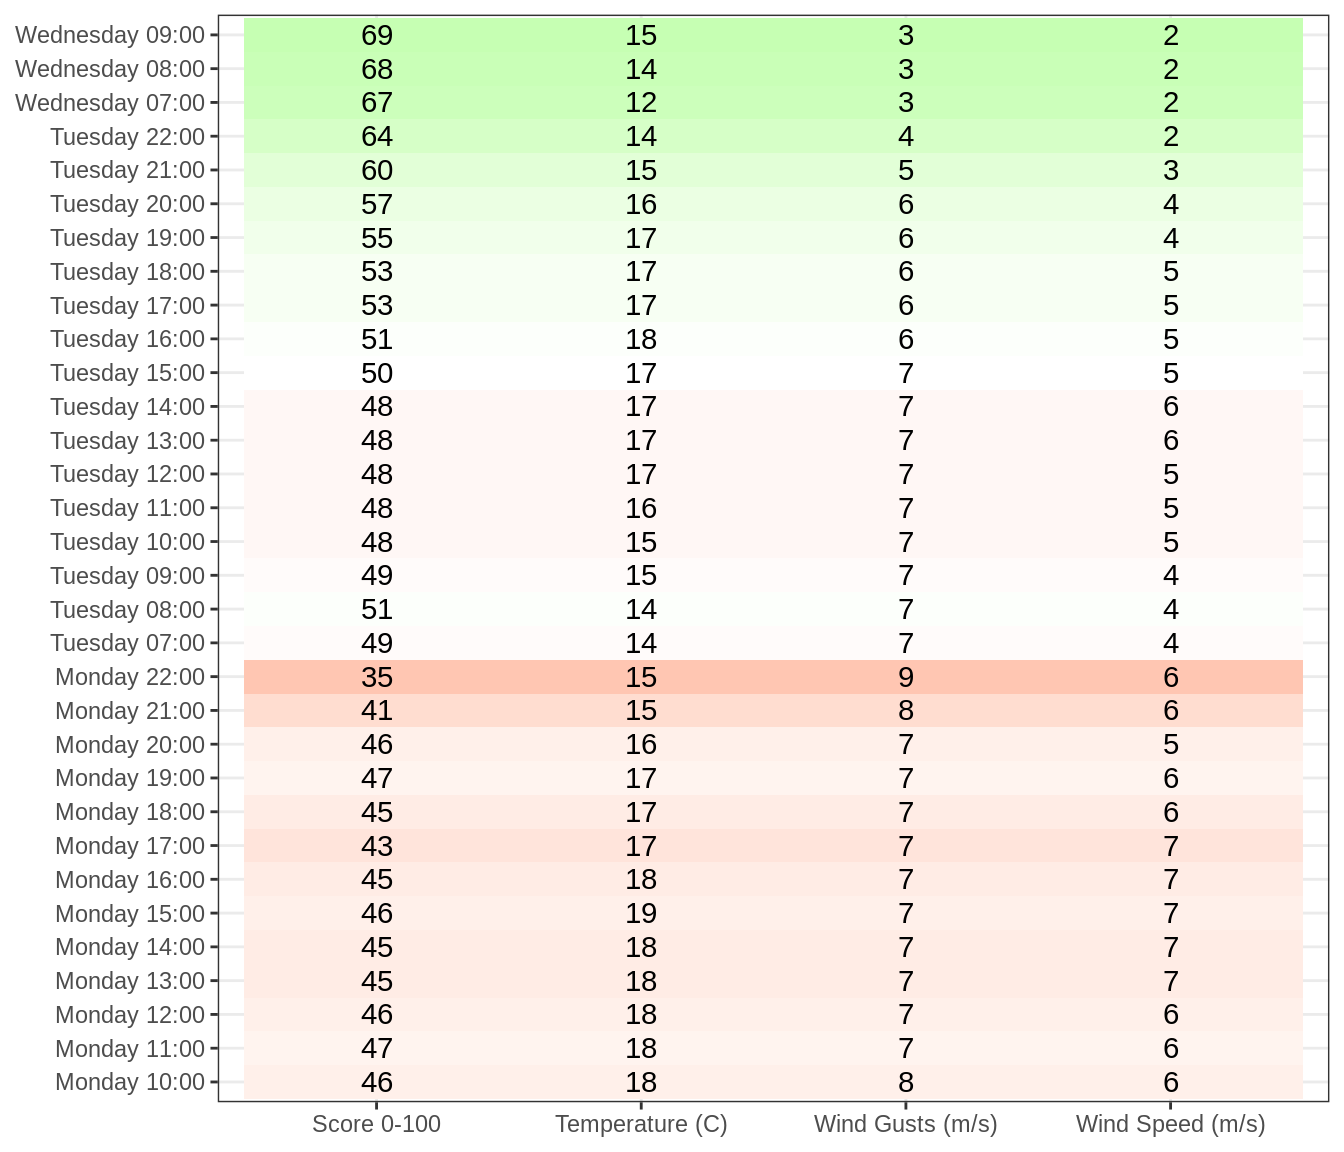 Wednesday 09:00 69 15 3 2
Wednesday 08:00 68 14 3 2
Wednesday 07:00 67 12 3 2
Tuesday 22:00 64 14 4 2
Tuesday 21:00 60 15 5 3
Tuesday 20:00 57 16 6 4
Tuesday 19:00 55 17 6 4
Tuesday 18:00 53 17 6 5
Tuesday 17:00 53 17 6 5
Tuesday 16:00 51 18 6 5
Tuesday 15:00 50 17 7 5
Tuesday 14:00 48 17 7 6
Tuesday 13:00 48 17 7 6
Tuesday 12:00 48 17 7 5
Tuesday 11:00 48 16 7 5
Tuesday 10:00 48 15 7 5
Tuesday 09:00 49 15 7 4
Tuesday 08:00 51 14 7 4
Tuesday 07:00 49 14 7 4
Monday 22:00 35 15 9 6
Monday 21:00 41 15 8 6
Monday 20:00 46 16 7 5
Monday 19:00 47 17 7 6
Monday 18:00 45 17 7 6
Monday 17:00 43 17 7 7
Monday 16:00 45 18 7 7
Monday 15:00 46 19 7 7
Monday 14:00 45 18 7 7
Monday 13:00 45 18 7 7
Monday 12:00 46 18 7 6
Monday 11:00 47 18 7 6
Monday 10:00 46 18 8 6
Score 0-100 Temperature (C) Wind Gusts (m/s) Wind Speed (m/s)